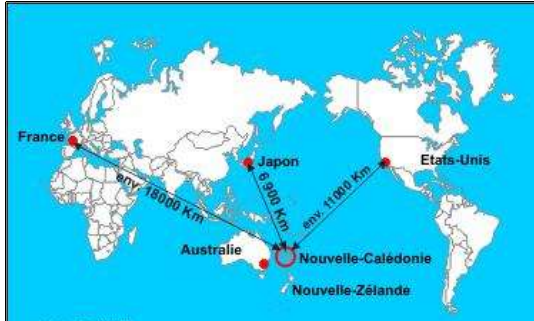 France
Japon
Etats-Unis
env. 18000 Km
6 900 Km
env. 11000 Km
Australie
Nouvelle-Calédonie
Nouvelle-Zélande